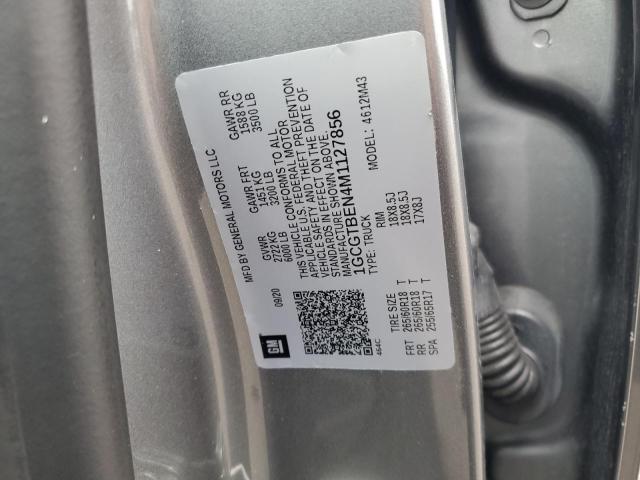 MFD BY GENERAL MOTORS LLC
09/20 GVWR GAWR FRT GAWR RR
2722 KG 1451 KG 1588 KG
6000 LB 3200 LB 3500 LB
THIS VEHICLE CONFORMS TO ALL
APPLICABLE U.S. FEDERAL MOTOR
VEHICLE SAFETY AND THEFT PREVENTION
STANDARDS IN EFFECT ON THE DATE OF
MANUFACTURE SHOWN ABOVE.
1GCGTBEN4M1127856
TYPE: TRUCK MODEL: 4612M43
GM
464C
TIRE SIZE RIM
FRT 265/60R18 T 18X8.5J
RR 265/60R18 T 18X8.5J
SPA 255/65R17 T 17X8J